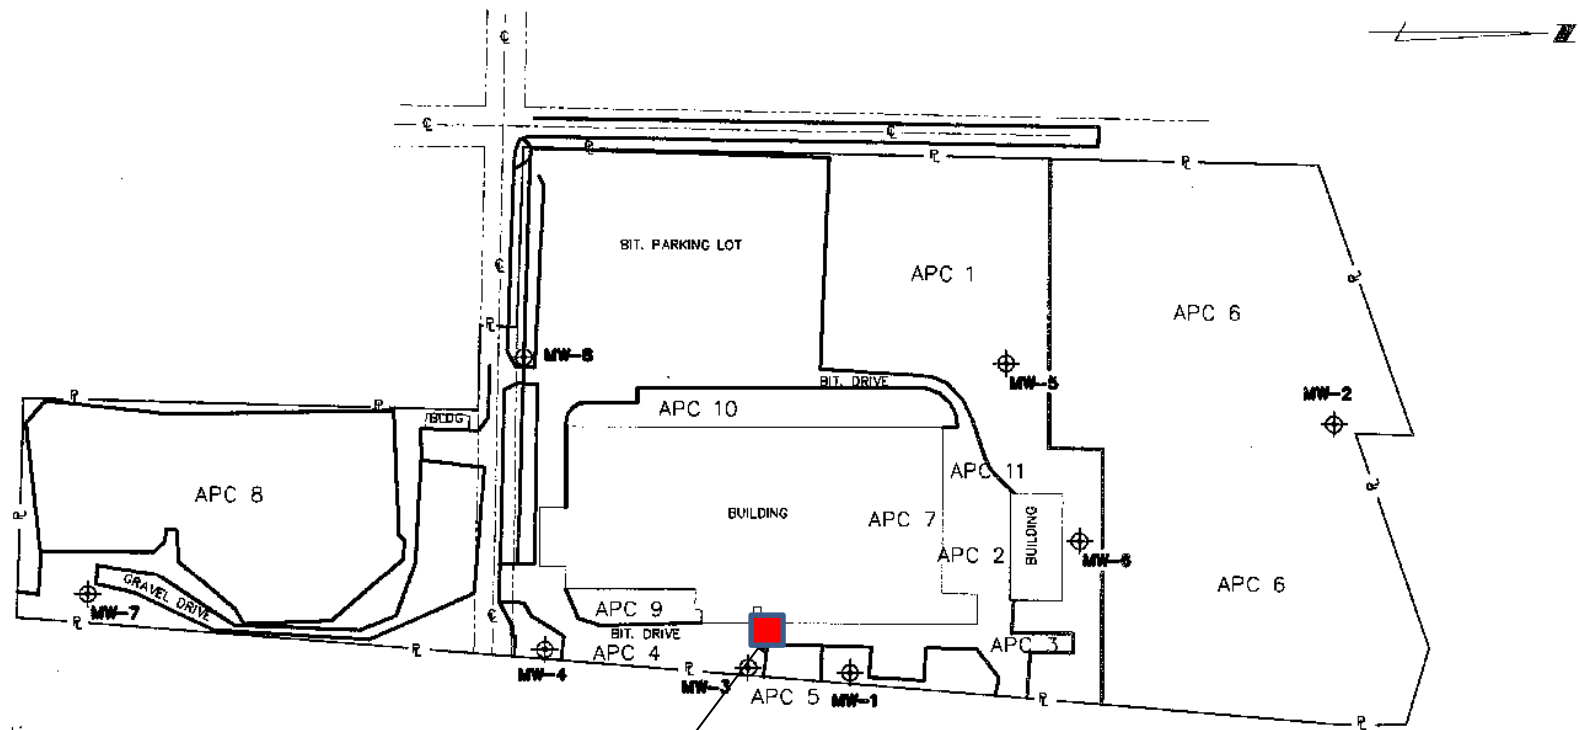 N
℄
℄
℄
℄
℄
℄
℄
℄
BIT. PARKING LOT
℄
APC 1
℄
APC 6
℄
MW-8
MW-5
BIT. DRIVE
MW-2
℄
℄
APC 10
BLDG
APC 11
APC 8
℄
℄
BUILDING
APC 7
BUILDING
APC 2
MW-6
GRAVEL DRIVE
APC 6
MW-7
APC 9
℄
℄
BIT. DRIVE
APC 3
APC 4
℄
MW-4
℄
MW-3
APC 5
MW-1
℄
℄